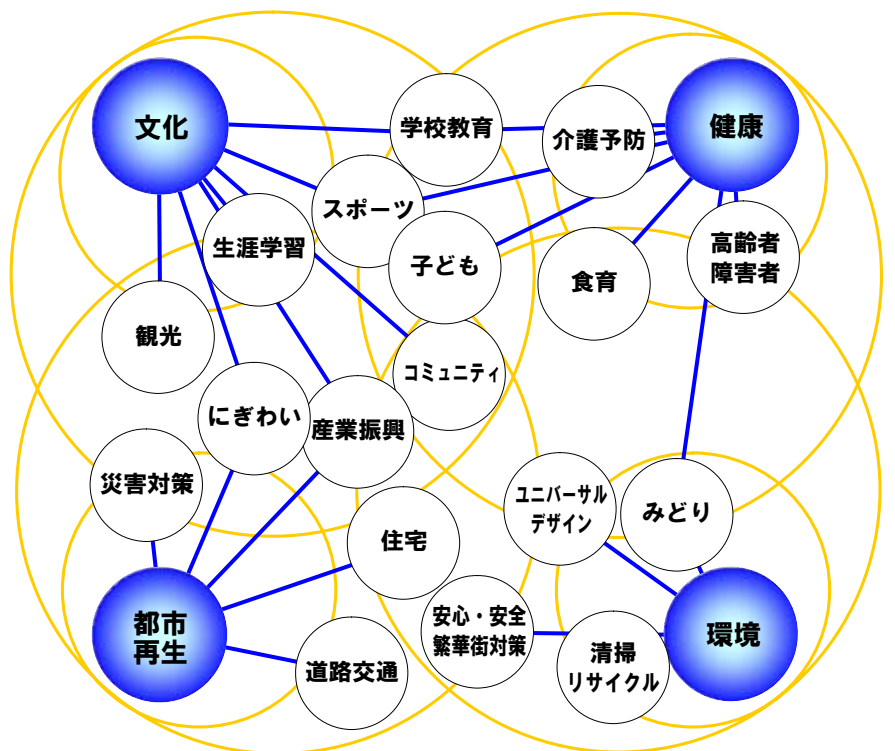 文化
学校教育
介護予防
健康
スポーツ
生涯学習
子ども
食育
高齢者
障害者
観光
コミュニティ
にぎわい
産業振興
災害対策
住宅
ユニバーサル
デザイン
みどり
都市
再生
道路交通
安心・安全
繁華街対策
清掃
リサイクル
環境